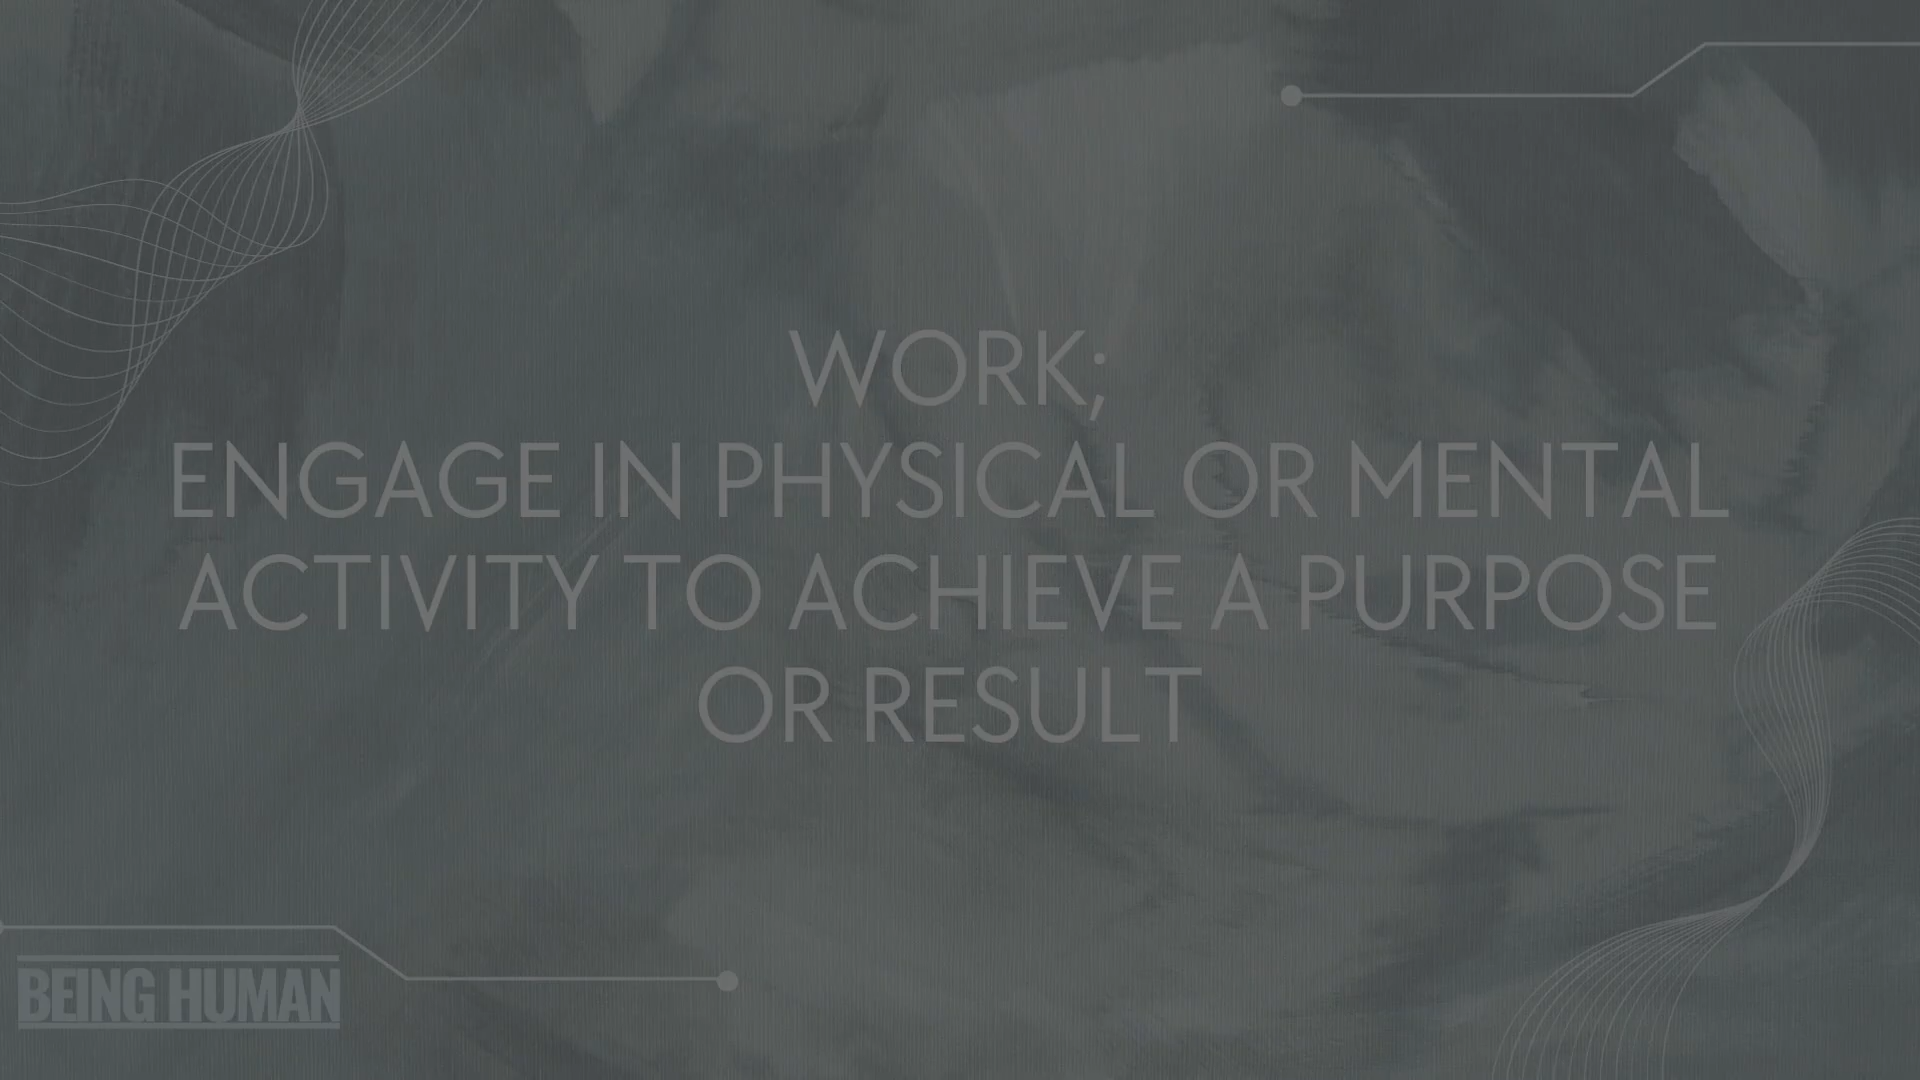 WORK;
ENGAGE IN PHYSICAL OR MENTAL
ACTIVITY TO ACHIEVE A PURPOSE
OR RESULT
BEING HUMAN